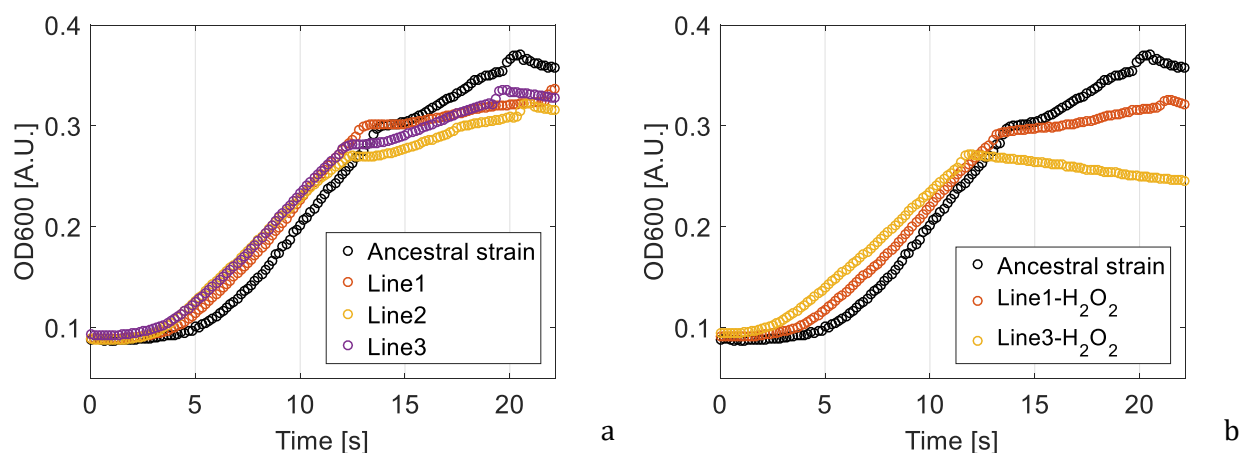 0.4
0.3
0.2
0.1
OD600 [A.U.]
0 5 10 15 20
Time [s]
Ancestral strain
Line1
Line2
Line3
a
0.4
0.3
0.2
0.1
OD600 [A.U.]
0 5 10 15 20
Time [s]
Ancestral strain
Line1-H₂O₂
Line3-H₂O₂
b